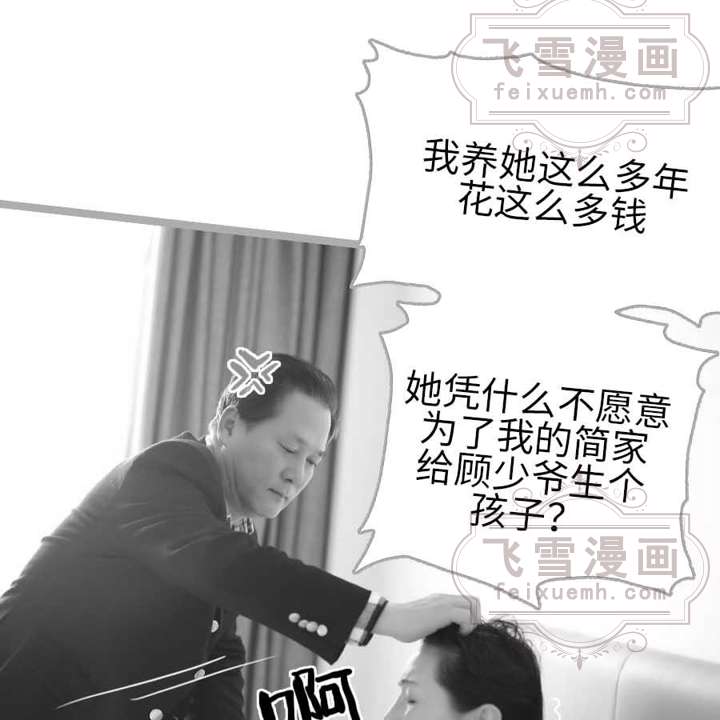 飞雪漫画
feixuemh.com
我养她这么多年
花这么多钱
她凭什么不愿意
为了我的简家
给顾少爷生个
孩子？
飞雪漫画
feixuemh.com
啊